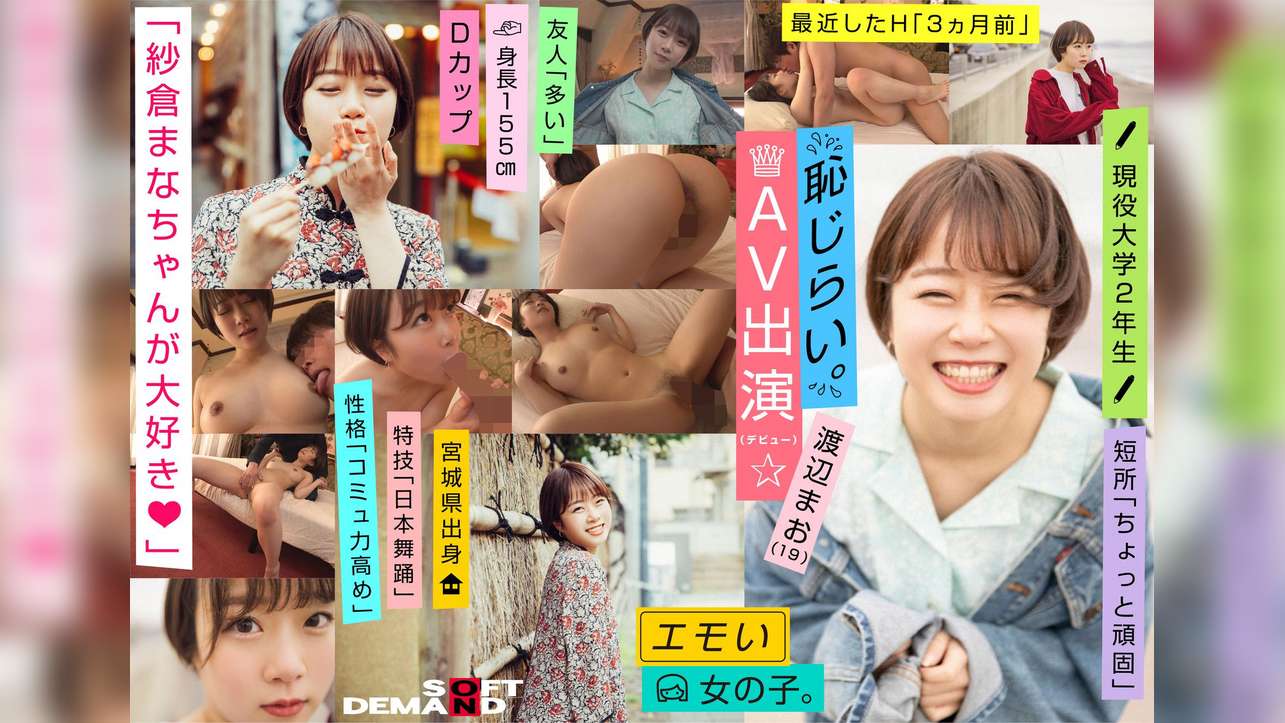 「紗倉まなちゃんが大好き♥」
Dカップ
身長155㎝
友人「多い」
最近したH「3ヵ月前」
恥じらい。
AV出演☆
(デビュー)
現役大学2年生
渡辺まお(19)
短所「ちょっと頑固」
性格「コミュ力高め」
特技「日本舞踊」
宮城県出身
エモい
女の子。
SOFT
ON
DEMAND